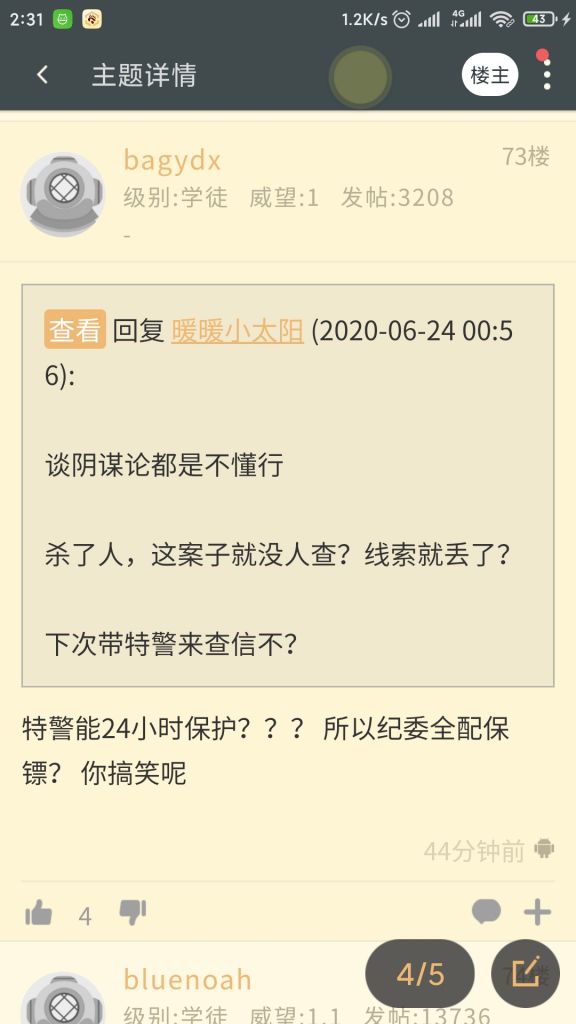 2:31 1.2K/s 4G 43
主题详情 楼主
bagydx 73楼
级别:学徒 威望:1 发帖:3208
-
查看 回复 暖暖小太阳 (2020-06-24 00:5
6):
谈阴谋论都是不懂行
杀了人，这案子就没人查？线索就丢了？
下次带特警来查信不？
特警能24小时保护？？？ 所以纪委全配保
镖？ 你搞笑呢
44分钟前
4
bluenoah 4/5
级别:学徒 威望:1.1 发帖:13736